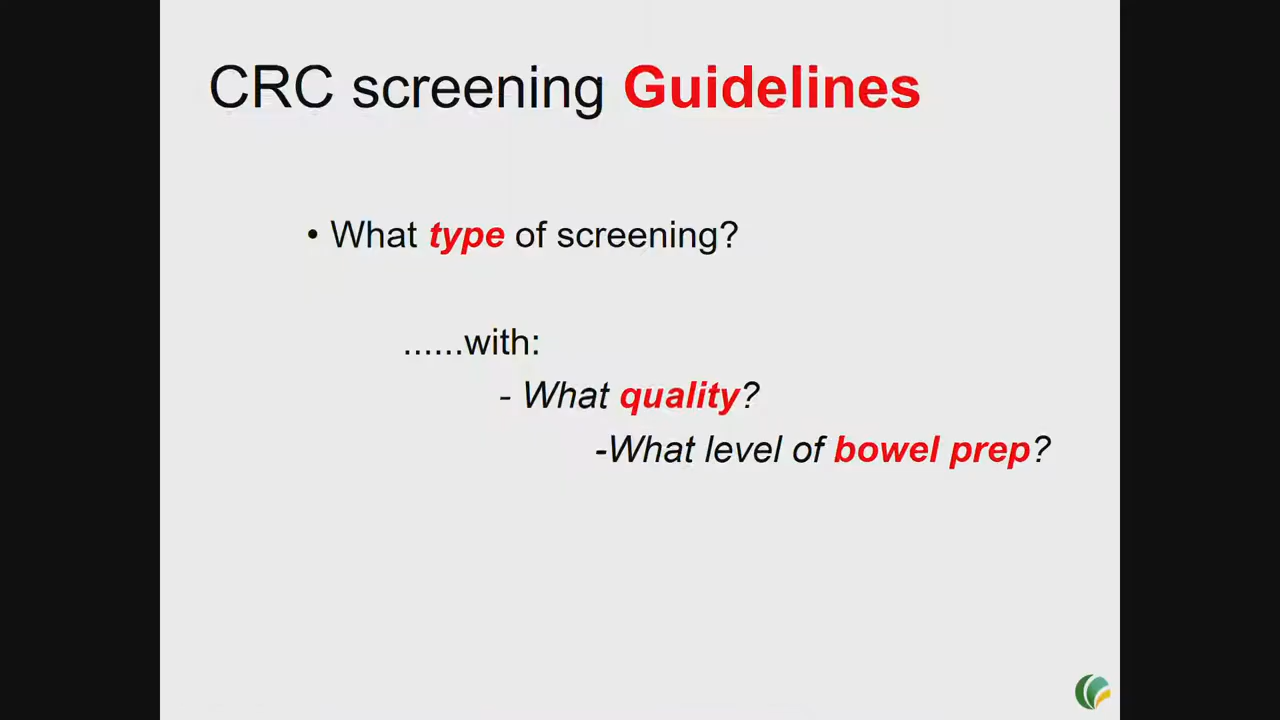 CRC screening Guidelines
• What type of screening?
......with:
- What quality?
-What level of bowel prep?